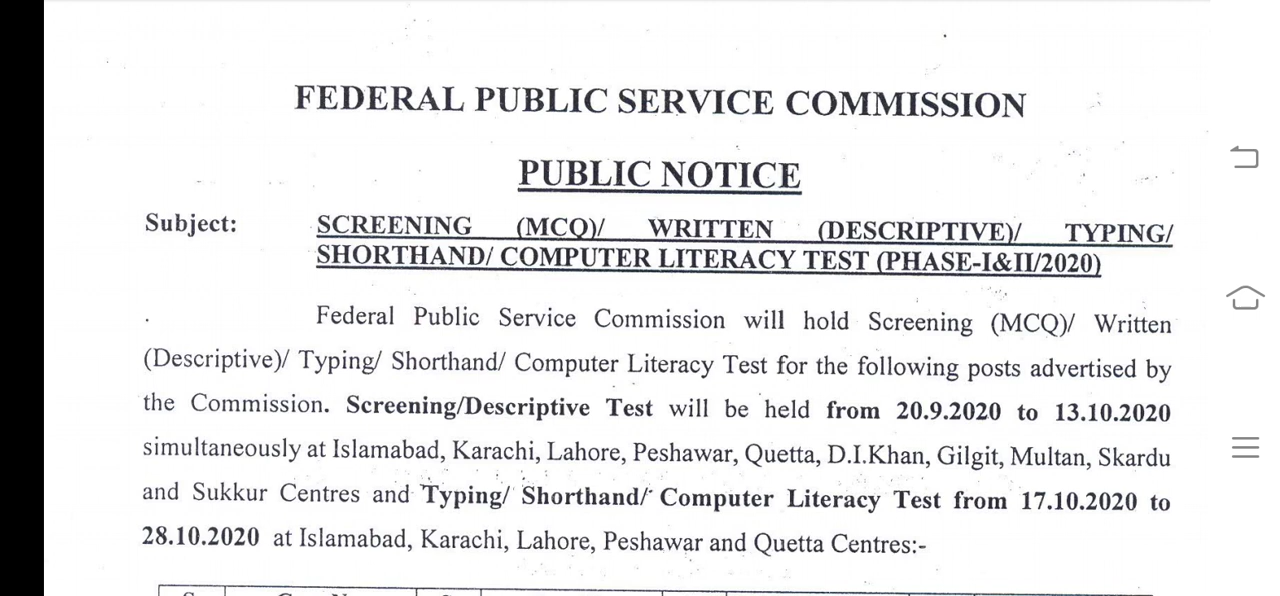 FEDERAL PUBLIC SERVICE COMMISSION
PUBLIC NOTICE
Subject: SCREENING (MCQ)/ WRITTEN (DESCRIPTIVE)/ TYPING/
SHORTHAND/ COMPUTER LITERACY TEST (PHASE-I&II/2020)
Federal Public Service Commission will hold Screening (MCQ)/ Written
(Descriptive)/ Typing/ Shorthand/ Computer Literacy Test for the following posts advertised by
the Commission. Screening/Descriptive Test will be held from 20.9.2020 to 13.10.2020
simultaneously at Islamabad, Karachi, Lahore, Peshawar, Quetta, D.I.Khan, Gilgit, Multan, Skardu
and Sukkur Centres and Typing/ Shorthand/ Computer Literacy Test from 17.10.2020 to
28.10.2020 at Islamabad, Karachi, Lahore, Peshawar and Quetta Centres:-